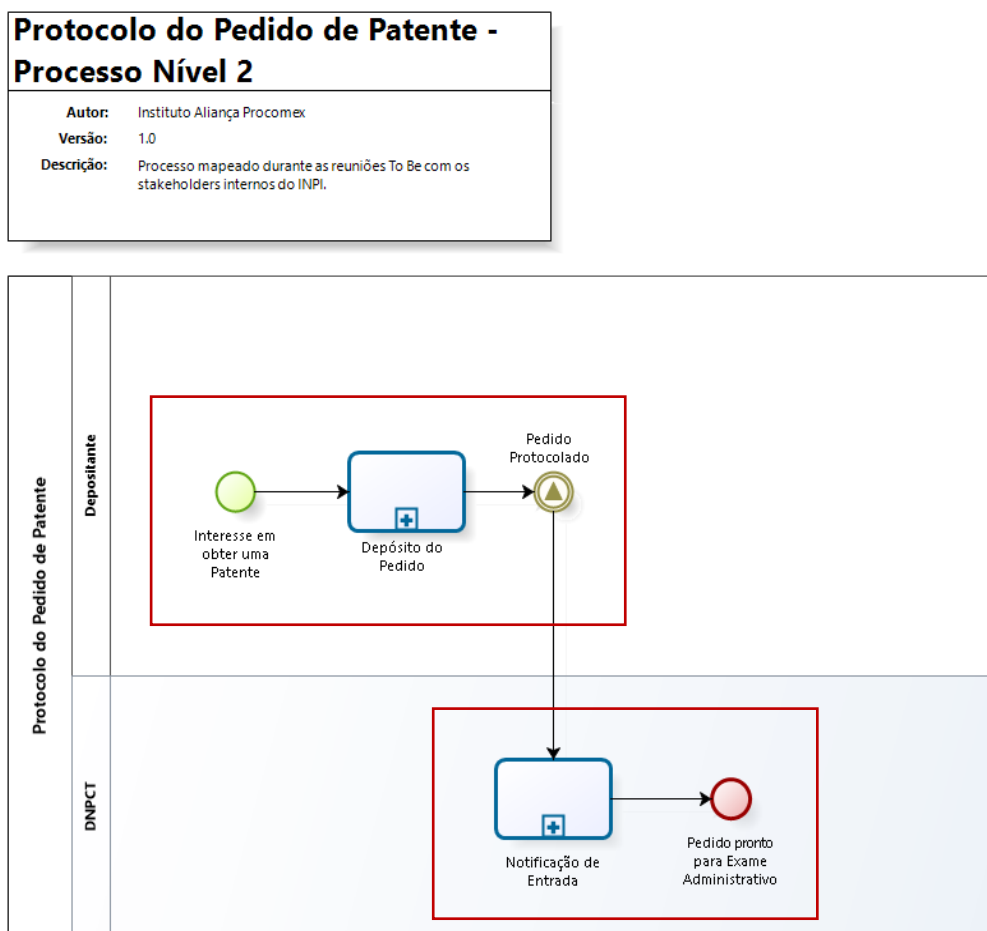 Protocolo do Pedido de Patente -
Processo Nível 2
Autor: Instituto Aliança Procomex
Versão: 1.0
Descrição: Processo mapeado durante as reuniões To Be com os
stakeholders internos do INPI.
Protocolo do Pedido de Patente
Depositante
Interesse em
obter uma
Patente
Depósito do
Pedido
Pedido
Protocolado
DNPCT
Notificação de
Entrada
Pedido pronto
para Exame
Administrativo